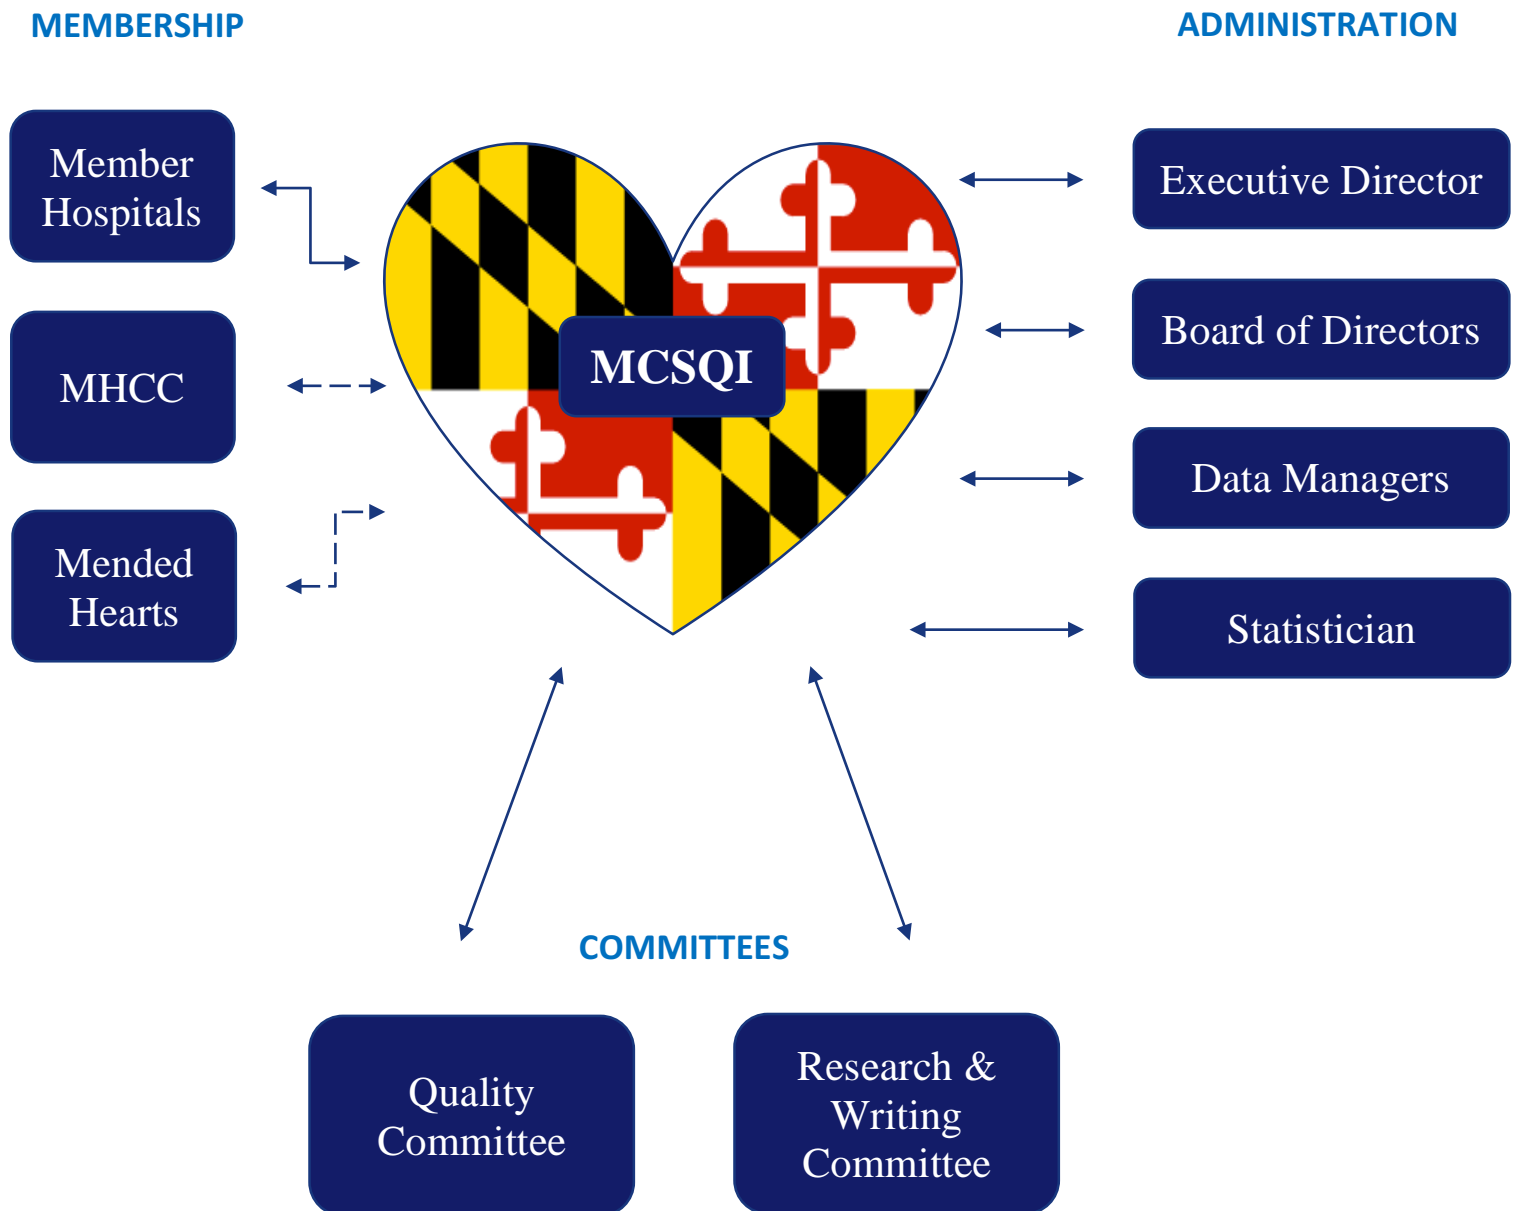 MEMBERSHIP
ADMINISTRATION
Member
Hospitals
MHCC
Mended
Hearts
MCSQI
Executive Director
Board of Directors
Data Managers
Statistician
COMMITTEES
Quality
Committee
Research &
Writing
Committee